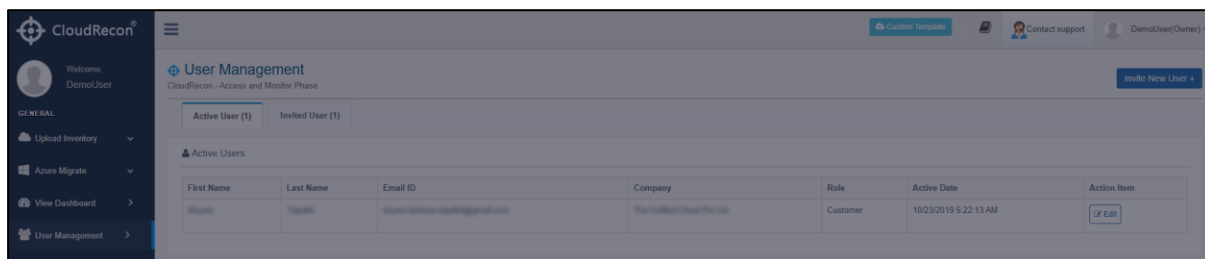 CloudRecon®
Custom Template
Contact support
DemoUser(Owner)
Welcome,
DemoUser
User Management
CloudRecon - Access and Monitor Phase
Invite New User +
GENERAL
Active User (1)
Invited User (1)
Upload Inventory
Active Users
Azure Migrate
First Name
Last Name
Email ID
Company
Role
Active Date
Action Item
View Dashboard
Customer
10/23/2019 5:22:13 AM
Edit
User Management